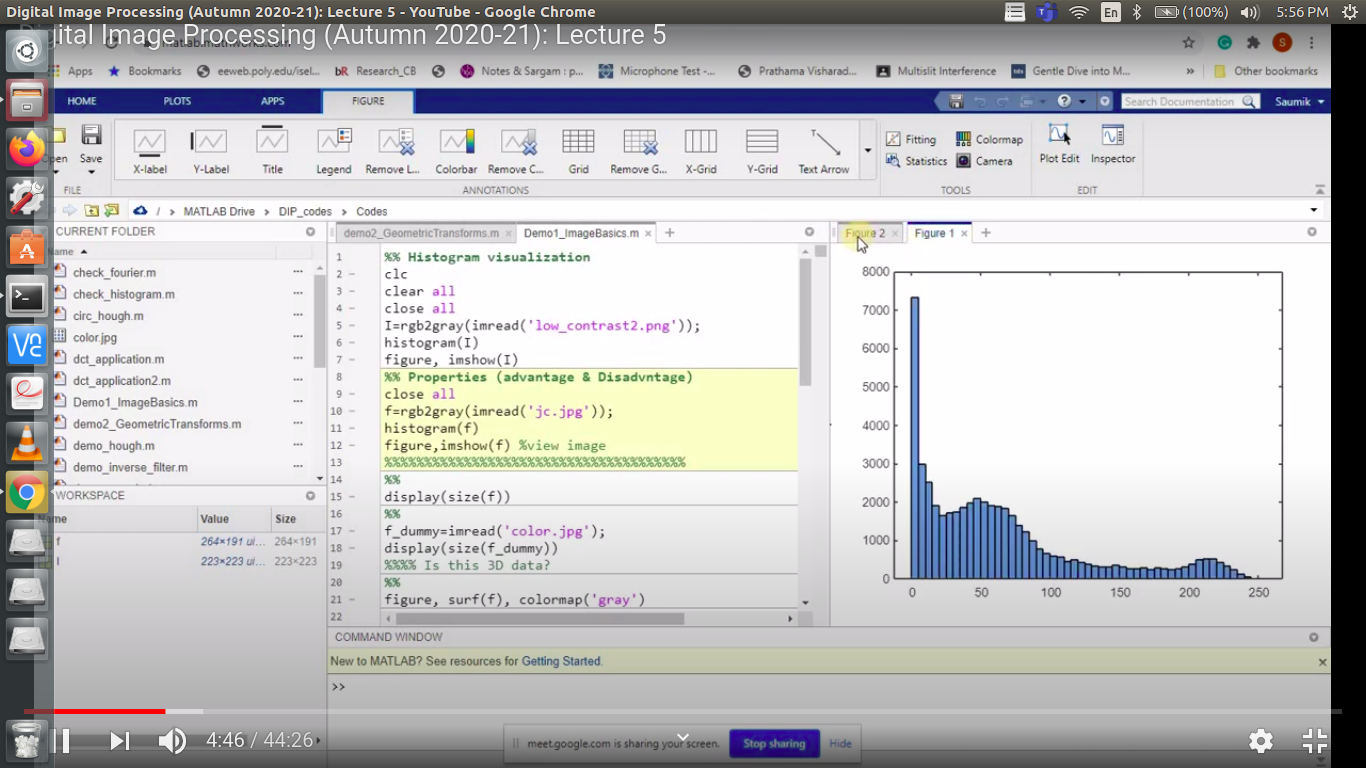 Digital Image Processing (Autumn 2020-21): Lecture 5 - YouTube - Google Chrome
En
(100%)
5:56 PM
Digital Image Processing (Autumn 2020-21): Lecture 5
matlab.mathworks.com
S
Apps
Bookmarks
eeweb.poly.edu/isel...
bR Research_CB
Notes & Sargam : p...
Microphone Test -...
Prathama Visharad...
Multislit Interference
Gentle Dive into M...
»
Other bookmarks
HOME
PLOTS
APPS
FIGURE
Search Documentation
Saumik
Open
Save
X-label
Y-Label
Title
Legend
Remove L...
Colorbar
Remove C...
Grid
Remove G...
X-Grid
Y-Grid
Text Arrow
Fitting
Colormap
Statistics
Camera
Plot Edit
Inspector
FILE
ANNOTATIONS
TOOLS
EDIT
/ > MATLAB Drive > DIP_codes > Codes
CURRENT FOLDER
Name
check_fourier.m
check_histogram.m
circ_hough.m
color.jpg
dct_application.m
dct_application2.m
Demo1_ImageBasics.m
demo2_GeometricTransforms.m
demo_hough.m
demo_inverse_filter.m
WORKSPACE
Name Value Size
f 264×191 ui... 264×191
I 223×223 ui... 223×223
demo2_GeometricTransforms.m ×
Demo1_ImageBasics.m × +
1 %% Histogram visualization
2 - clc
3 - clear all
4 - close all
5 - I=rgb2gray(imread('low_contrast2.png'));
6 - histogram(I)
7 - figure, imshow(I)
8 %% Properties (advantage & Disadvntage)
9 - close all
10 - f=rgb2gray(imread('jc.jpg'));
11 - histogram(f)
12 - figure,imshow(f) %view image
13 %%%%%%%%%%%%%%%%%%%%%%%%%%%%%%%%%%%%%%
14 %%
15 - display(size(f))
16 %%
17 - f_dummy=imread('color.jpg');
18 - display(size(f_dummy))
19 %%%% Is this 3D data?
20 %%
21 - figure, surf(f), colormap('gray')
22
Figure 2 ×
Figure 1 × +
8000
7000
6000
5000
4000
3000
2000
1000
0
0 50 100 150 200 250
COMMAND WINDOW
New to MATLAB? See resources for Getting Started.
×
>>
4:46 / 44:26
meet.google.com is sharing your screen.
Stop sharing
Hide